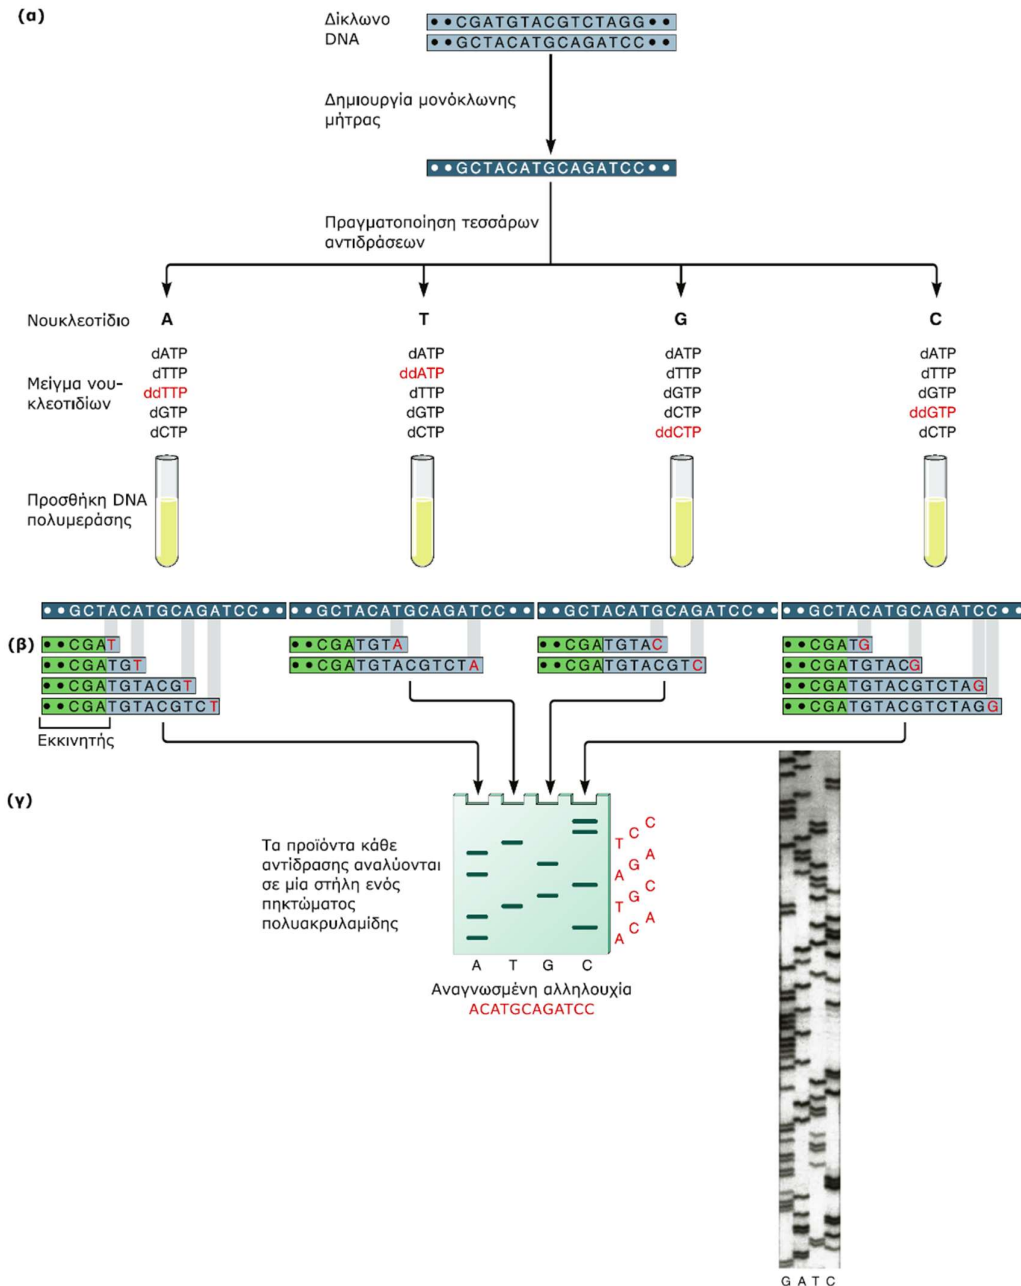 (α)
Δίκλωνο
DNA
••CGATGTACGTCTAGG••
••GCTACATGCAGATCC••
Δημιουργία μονόκλωνης
μήτρας
••GCTACATGCAGATCC••
Πραγματοποίηση τεσσάρων
αντιδράσεων
Νουκλεοτίδιο A T G C
Μείγμα νου-
κλεοτιδίων
dATP
dTTP
ddTTP
dGTP
dCTP
dATP
ddATP
dTTP
dGTP
dCTP
dATP
dTTP
dGTP
dCTP
ddCTP
dATP
dTTP
dGTP
ddGTP
dCTP
Προσθήκη DNA
πολυμεράσης
••GCTACATGCAGATCC•• ••GCTACATGCAGATCC•• ••GCTACATGCAGATCC•• ••GCTACATGCAGATCC••
(β)
••CGAT
••CGATGT
••CGATGTACGT
••CGATGTACGTCT
Εκκινητής
••CGATGTA
••CGATGTACGTCTA
••CGATGTAC
••CGATGTACGTC
••CGATG
••CGATGTACG
••CGATGTACGTCTAG
••CGATGTACGTCTAGG
(γ)
Τα προϊόντα κάθε
αντίδρασης αναλύονται
σε μία στήλη ενός
πηκτώματος
πολυακρυλαμίδης
C
C
T
A
G
A
C
G
T
A
C
A
A T G C
Αναγνωσμένη αλληλουχία
ACATGCAGATCC
G A T C